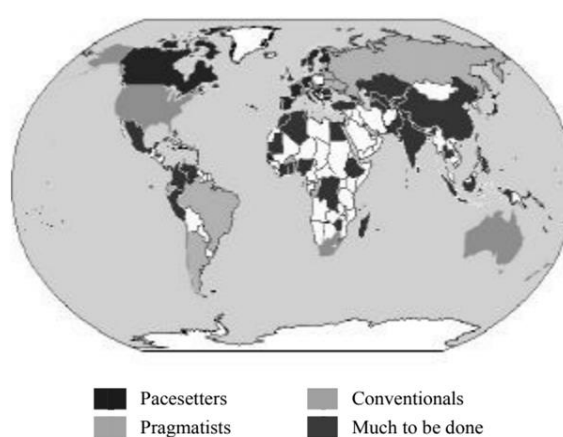 Pacesetters
Conventionals
Pragmatists
Much to be done